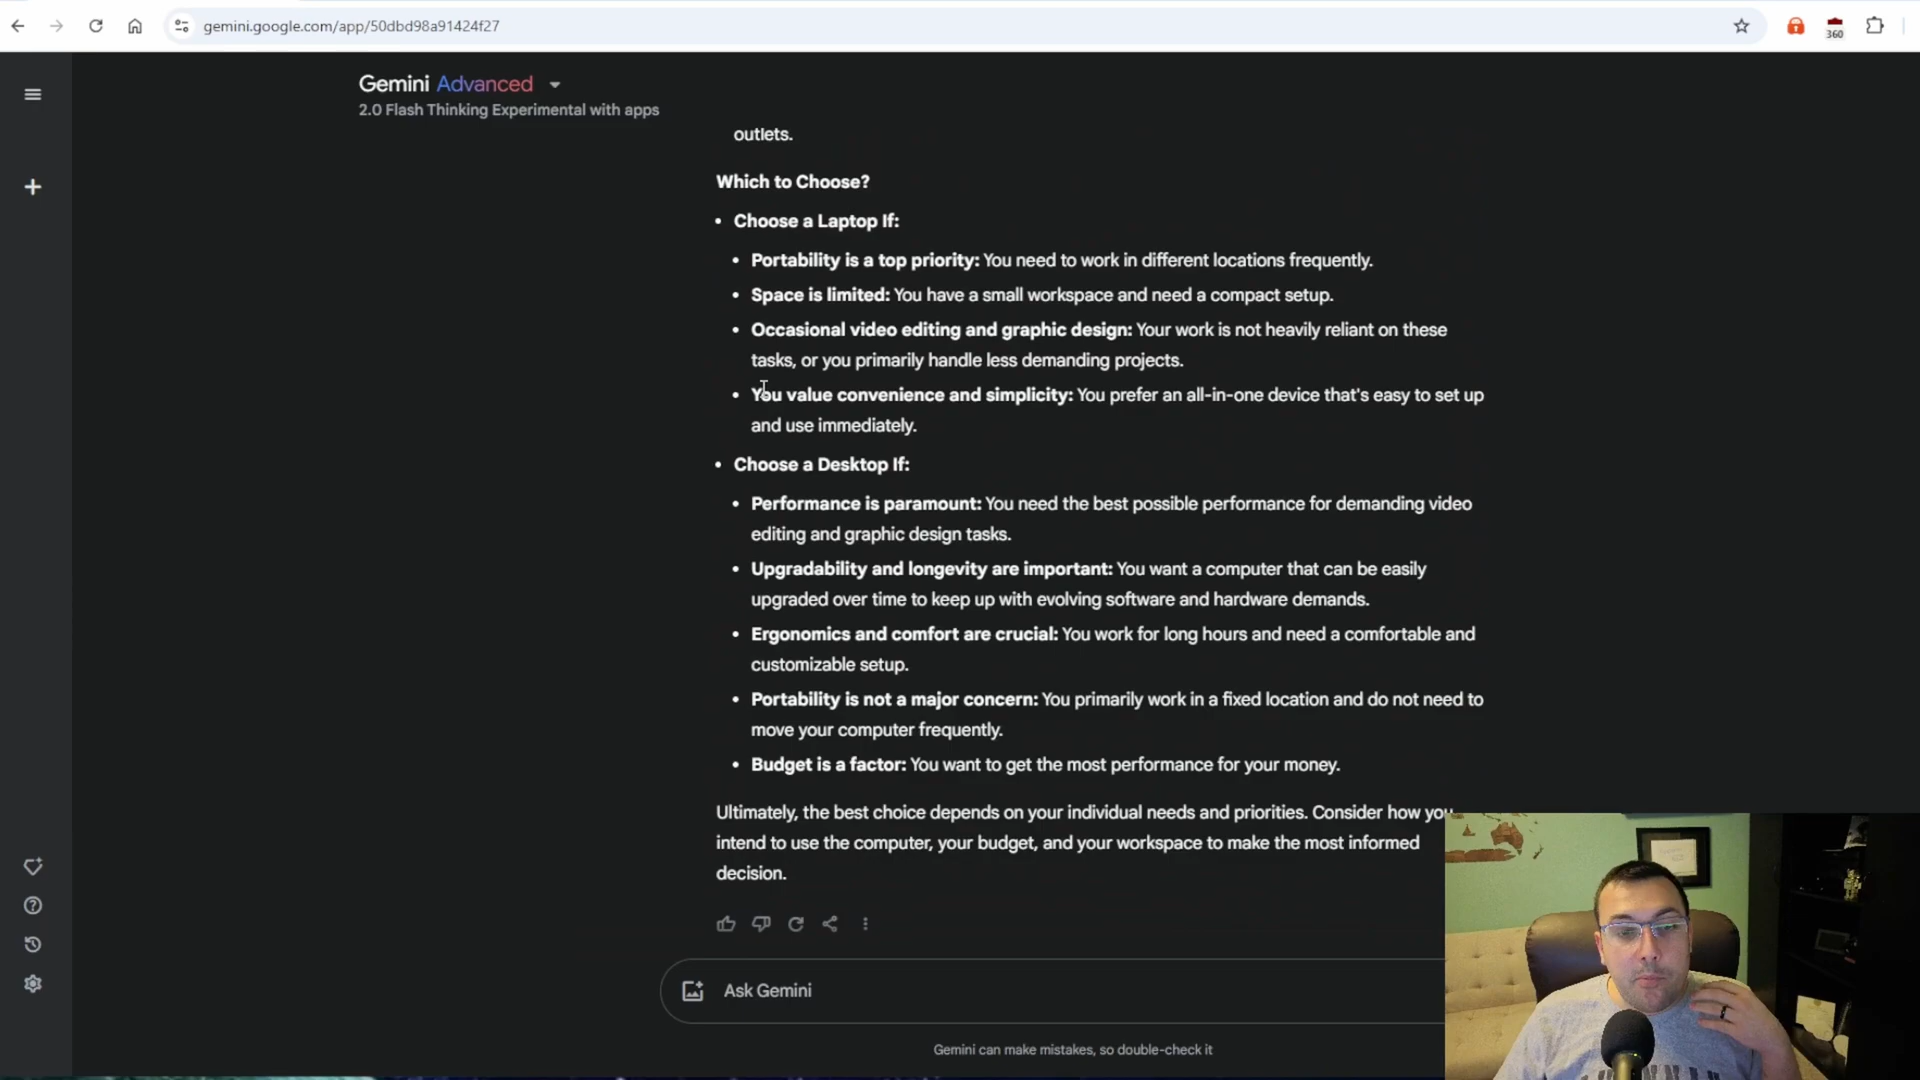 gemini.google.com/app/50dbd98a91424f27
360
Gemini Advanced
2.0 Flash Thinking Experimental with apps
outlets.
Which to Choose?
• Choose a Laptop If:
• Portability is a top priority: You need to work in different locations frequently.
• Space is limited: You have a small workspace and need a compact setup.
• Occasional video editing and graphic design: Your work is not heavily reliant on these
tasks, or you primarily handle less demanding projects.
• You value convenience and simplicity: You prefer an all-in-one device that's easy to set up
and use immediately.
• Choose a Desktop If:
• Performance is paramount: You need the best possible performance for demanding video
editing and graphic design tasks.
• Upgradability and longevity are important: You want a computer that can be easily
upgraded over time to keep up with evolving software and hardware demands.
• Ergonomics and comfort are crucial: You work for long hours and need a comfortable and
customizable setup.
• Portability is not a major concern: You primarily work in a fixed location and do not need to
move your computer frequently.
• Budget is a factor: You want to get the most performance for your money.
Ultimately, the best choice depends on your individual needs and priorities. Consider how you
intend to use the computer, your budget, and your workspace to make the most informed
decision.
Ask Gemini
Gemini can make mistakes, so double-check it